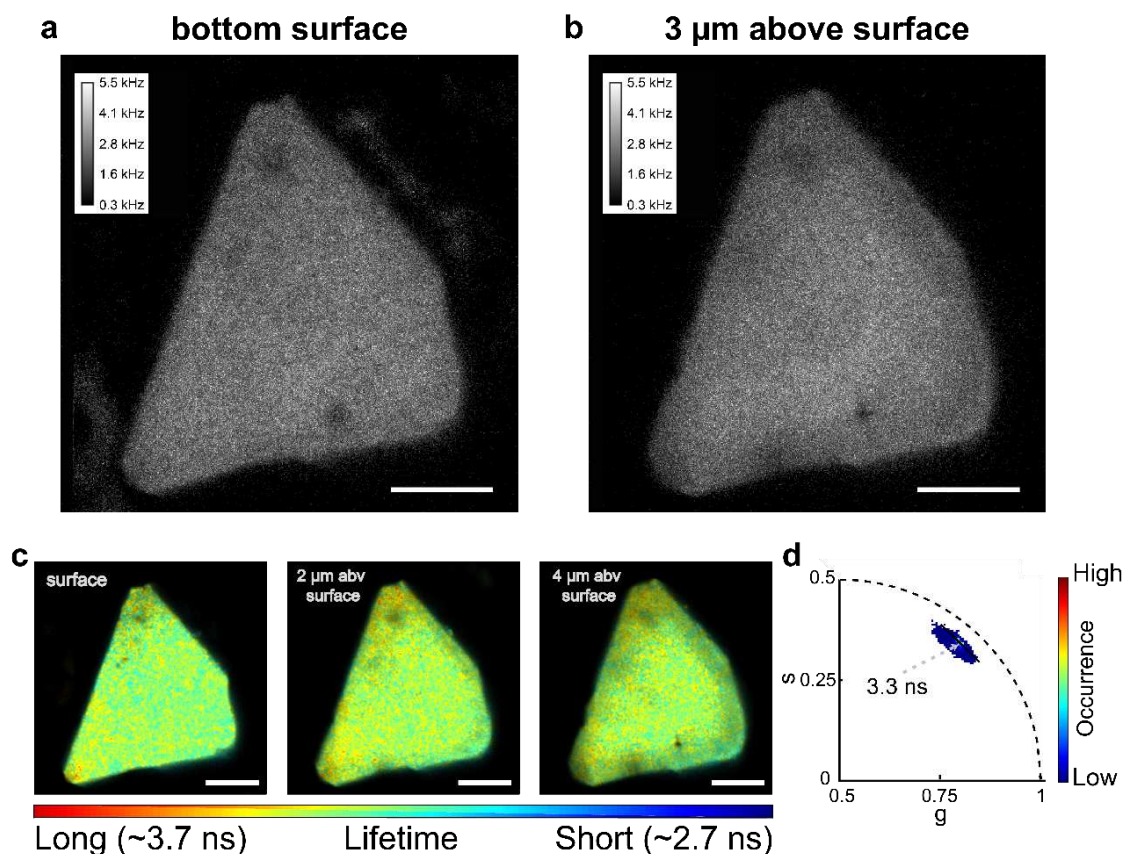 a bottom surface
b 3 µm above surface
5.5 kHz
4.1 kHz
2.8 kHz
1.6 kHz
0.3 kHz
5.5 kHz
4.1 kHz
2.8 kHz
1.6 kHz
0.3 kHz
c
surface
2 µm abv
surface
4 µm abv
surface
Long (~3.7 ns) Lifetime Short (~2.7 ns)
d
0.5
0.25
0
s
3.3 ns
0.5 0.75 1
g
High
Occurrence
Low